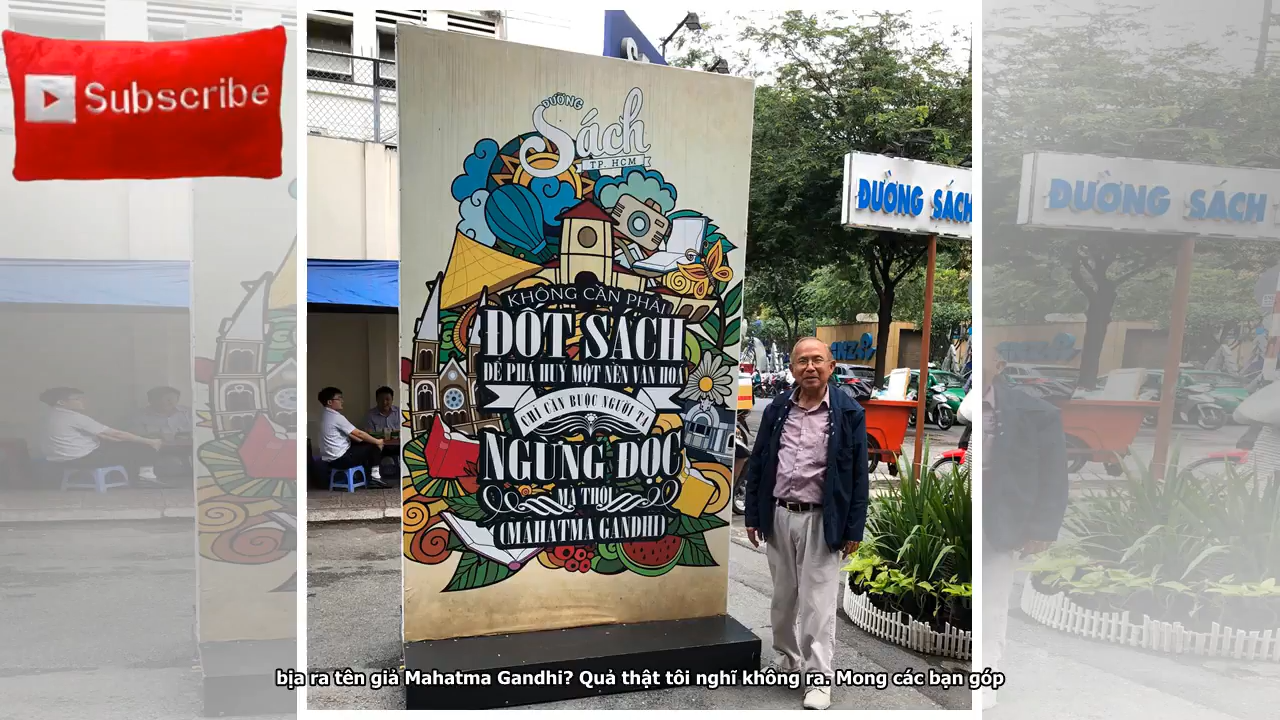 Subscribe
ĐƯỜNG
Sách
TP. HCM
KHÔNG CẦN PHẢI
ĐỐT SÁCH
ĐỂ PHÁ HUỶ MỘT NỀN VĂN HOÁ
CHỈ CẦN BUỘC NGƯỜI TA
NGỪNG ĐỌC
MÀ THÔI
(MAHATMA GANDHI)
ĐƯỜNG SÁCH
ĐƯỜNG SÁCH
bịa ra tên giả Mahatma Gandhi? Quả thật tôi nghĩ không ra. Mong các bạn góp